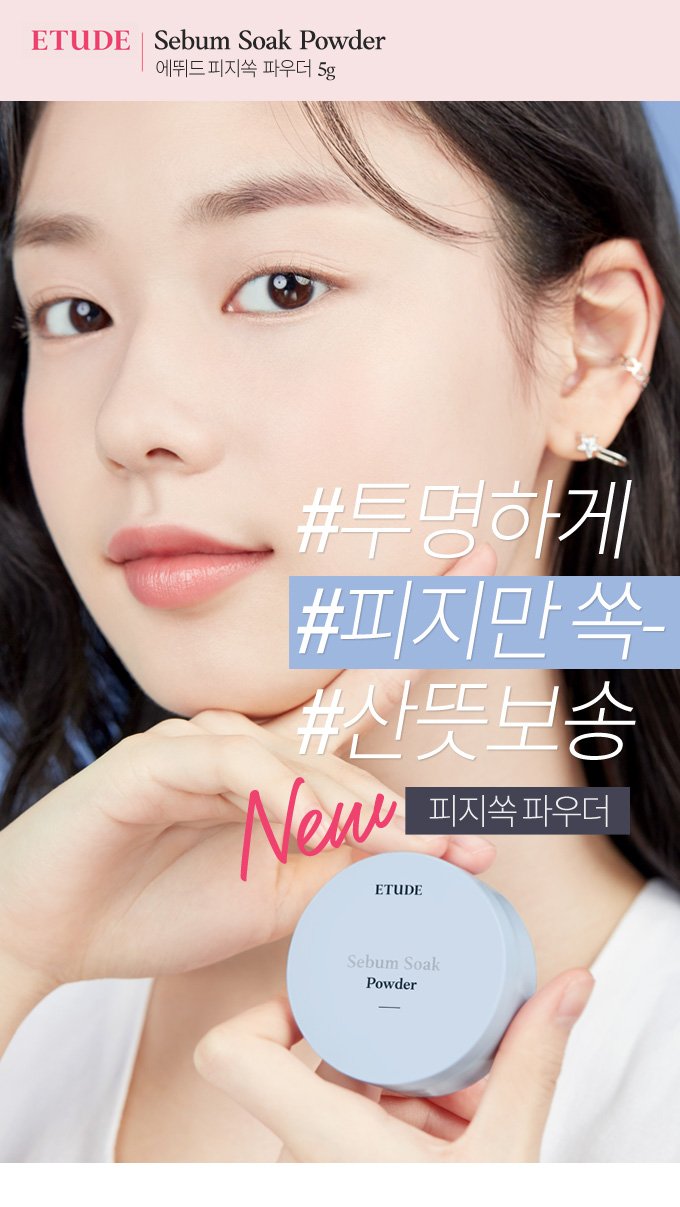 ETUDE
Sebum Soak Powder
에뛰드 피지쏙 파우더 5g
#투명하게
#피지만 쏙-
#산뜻보송
New 피지쏙 파우더
ETUDE
Sebum Soak
Powder